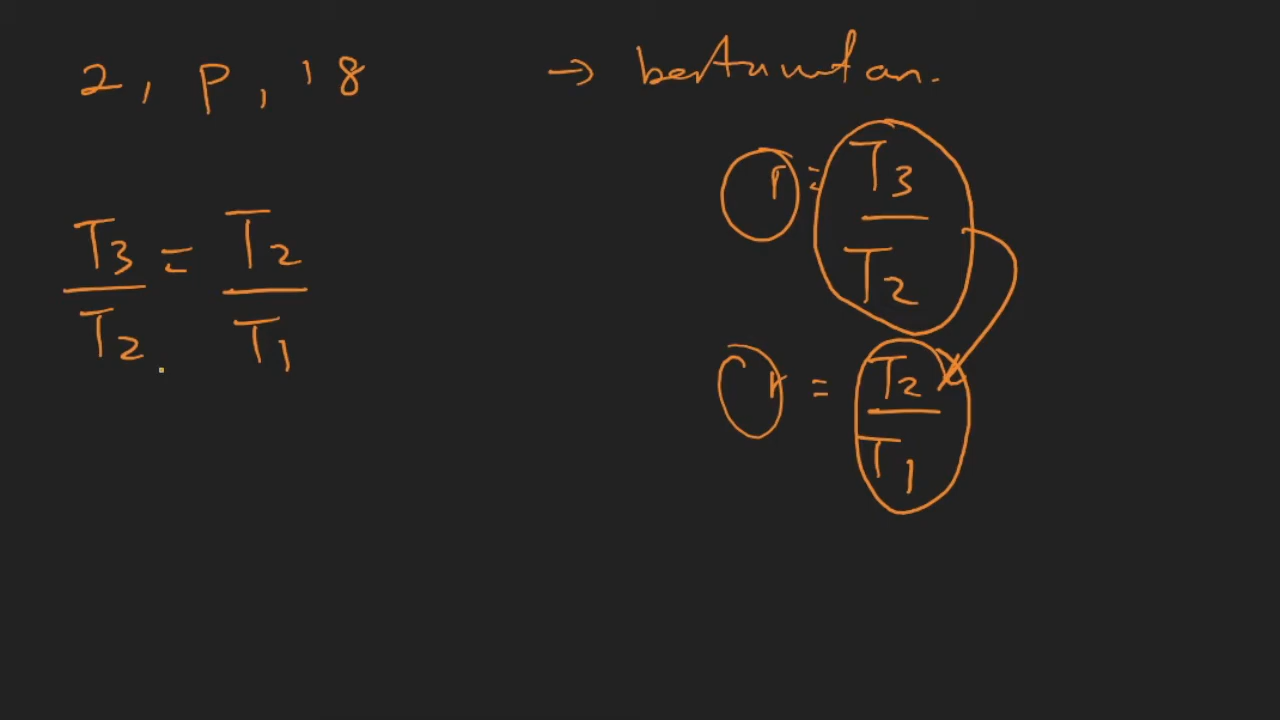 2, p, 18 → berturutan.
r = T3/T2
T3/T2 = T2/T1
r = T2/T1